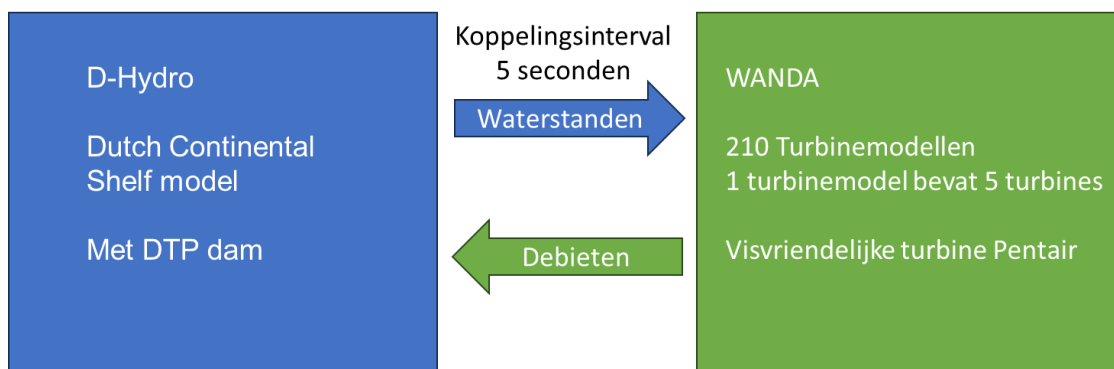 D-Hydro
Dutch Continental
Shelf model
Met DTP dam
Koppelingsinterval
5 seconden
Waterstanden
Debieten
WANDA
210 Turbinemodellen
1 turbinemodel bevat 5 turbines
Visvriendelijke turbine Pentair